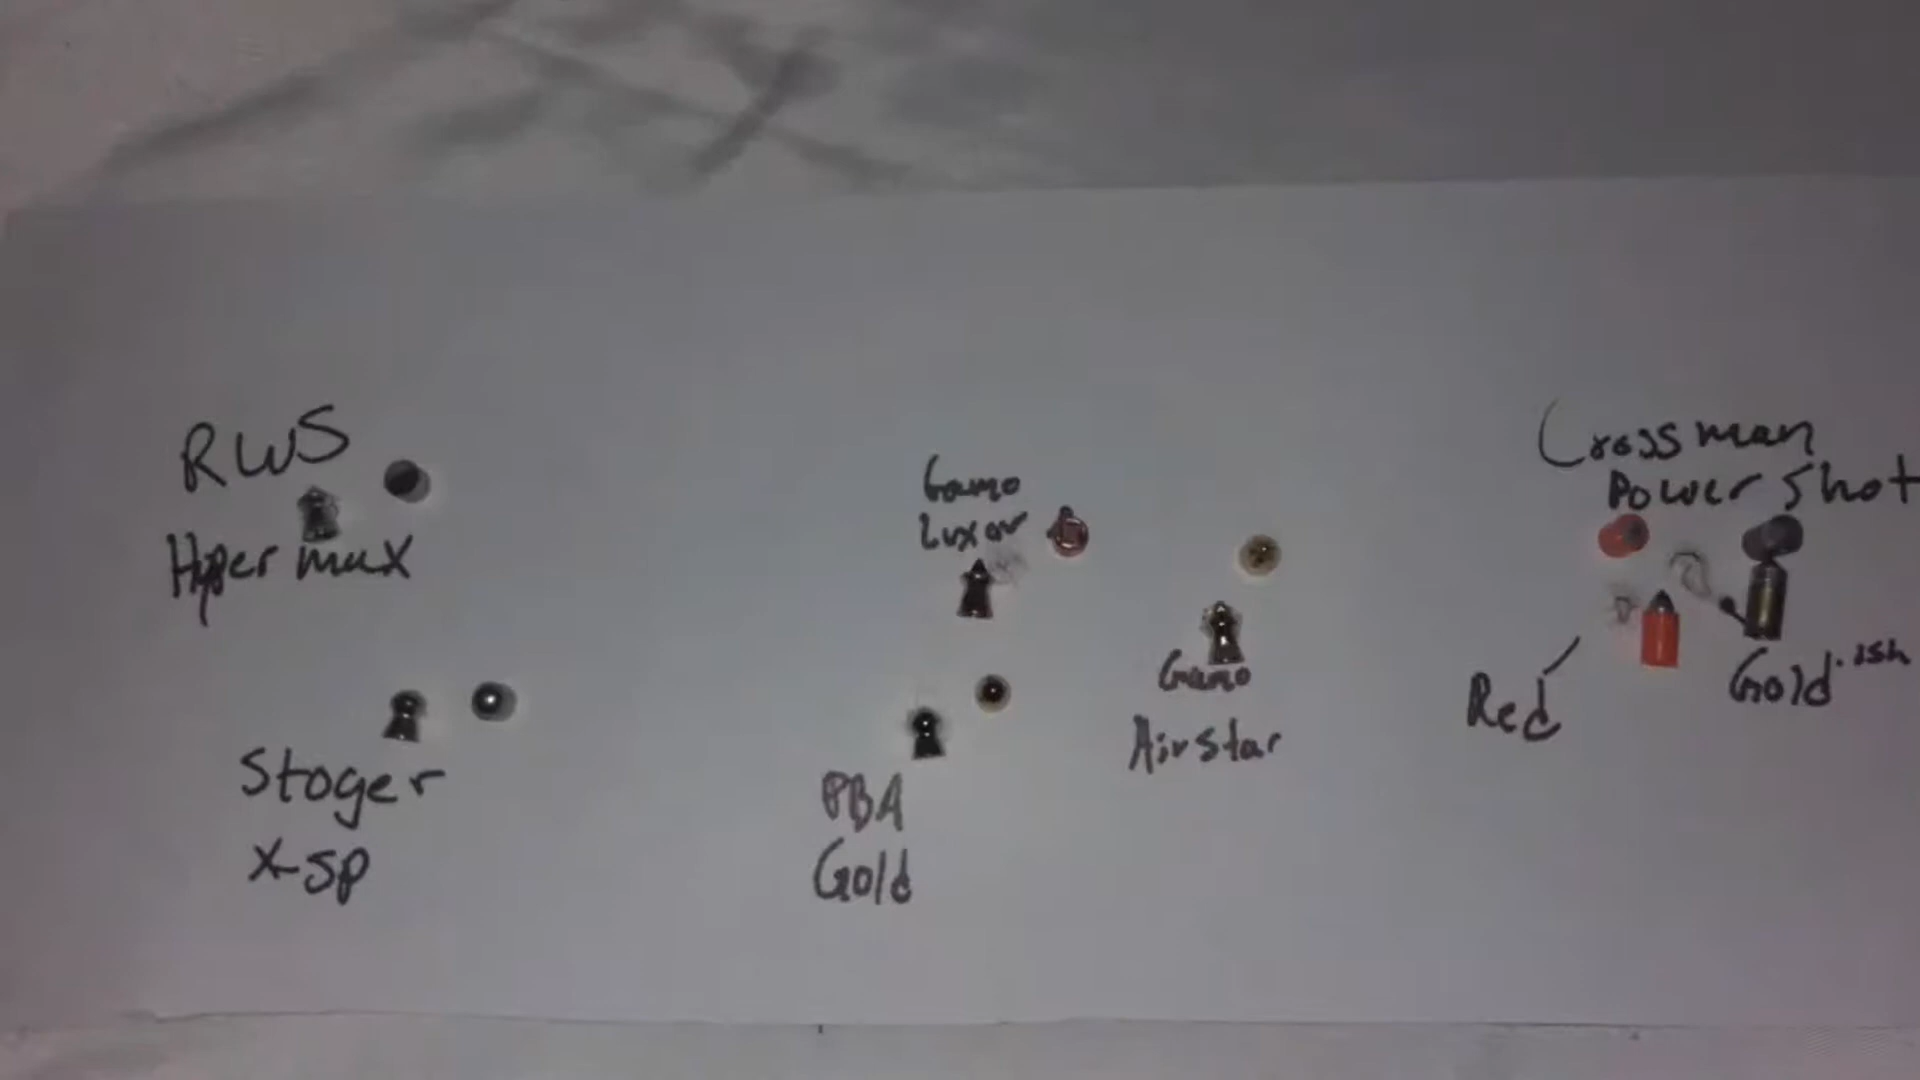 RWS
Hyper max
Stoger
X-SP
Gamo
Luxor
PBA
Gold
Gamo
Airstar
Crossman
Power Shot
Red
Gold.ish